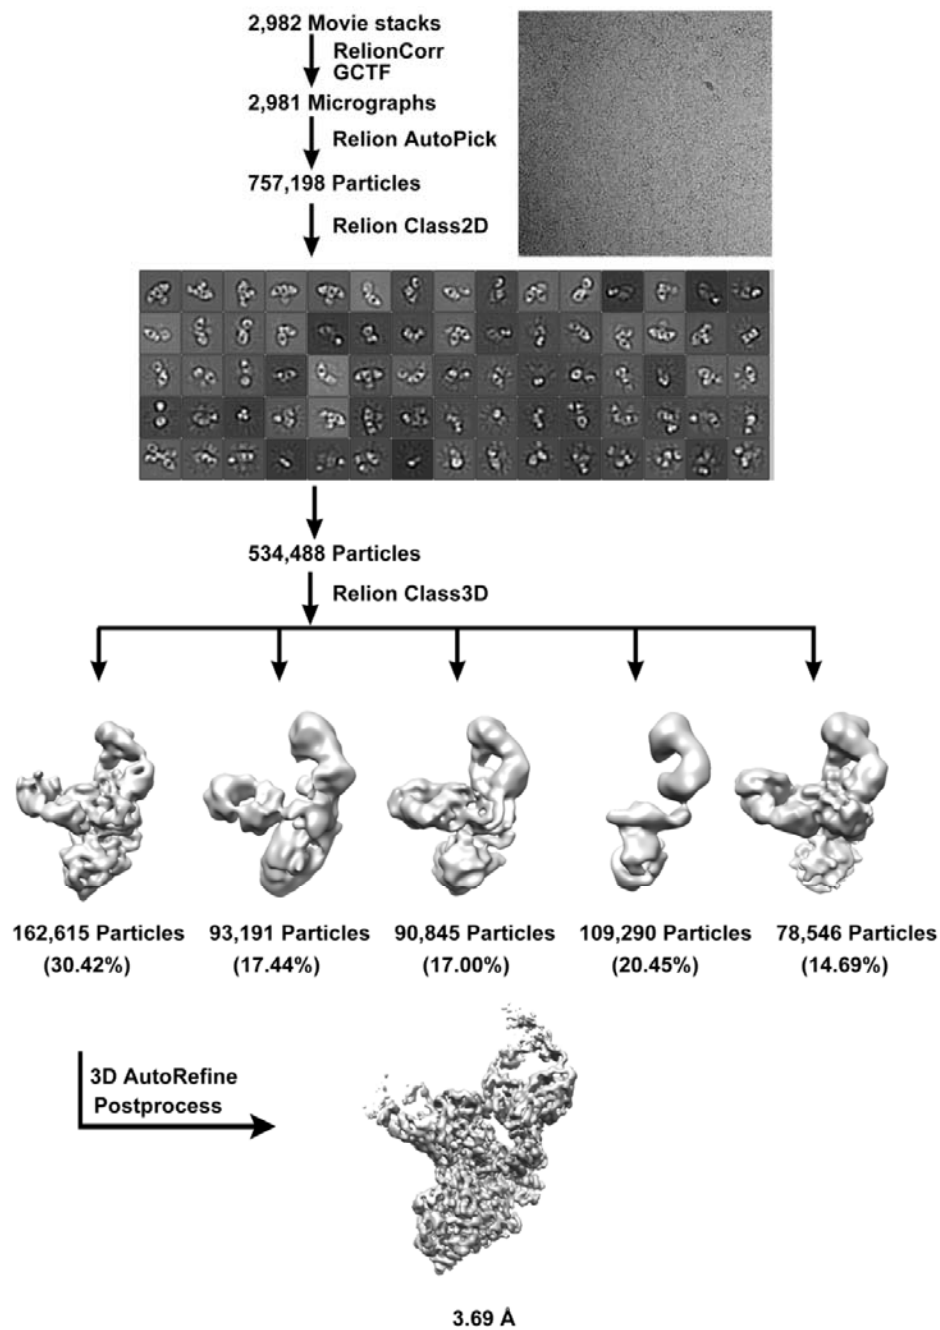 2,982 Movie stacks
RelionCorr
GCTF
2,981 Micrographs
Relion AutoPick
757,198 Particles
Relion Class2D
534,488 Particles
Relion Class3D
162,615 Particles
(30.42%)
93,191 Particles
(17.44%)
90,845 Particles
(17.00%)
109,290 Particles
(20.45%)
78,546 Particles
(14.69%)
3D AutoRefine
Postprocess
3.69 Å